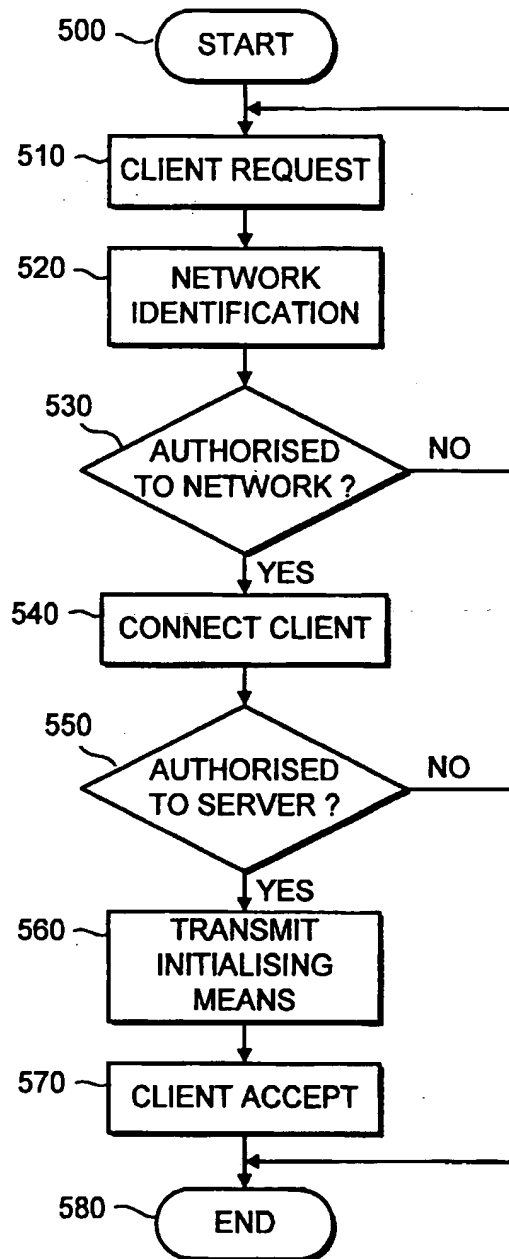 500
START
510
CLIENT REQUEST
520
NETWORK
IDENTIFICATION
530
AUTHORISED
TO NETWORK ?
NO
YES
540
CONNECT CLIENT
550
AUTHORISED
TO SERVER ?
NO
YES
560
TRANSMIT
INITIALISING
MEANS
570
CLIENT ACCEPT
580
END